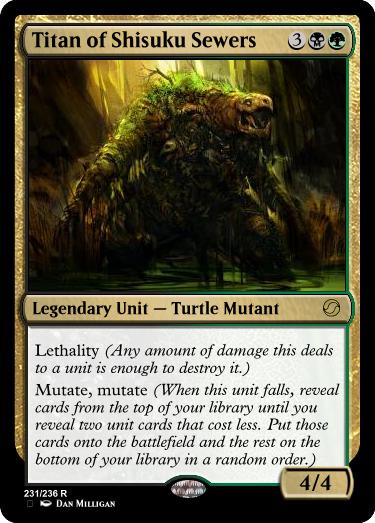 Titan of Shisuku Sewers 3
Legendary Unit — Turtle Mutant
Lethality (Any amount of damage this deals
to a unit is enough to destroy it.)
Mutate, mutate (When this unit falls, reveal
cards from the top of your library until you
reveal two unit cards that cost less. Put those
cards onto the battlefield and the rest on the
bottom of your library in a random order.)
4/4
231/236 R
Dan Milligan